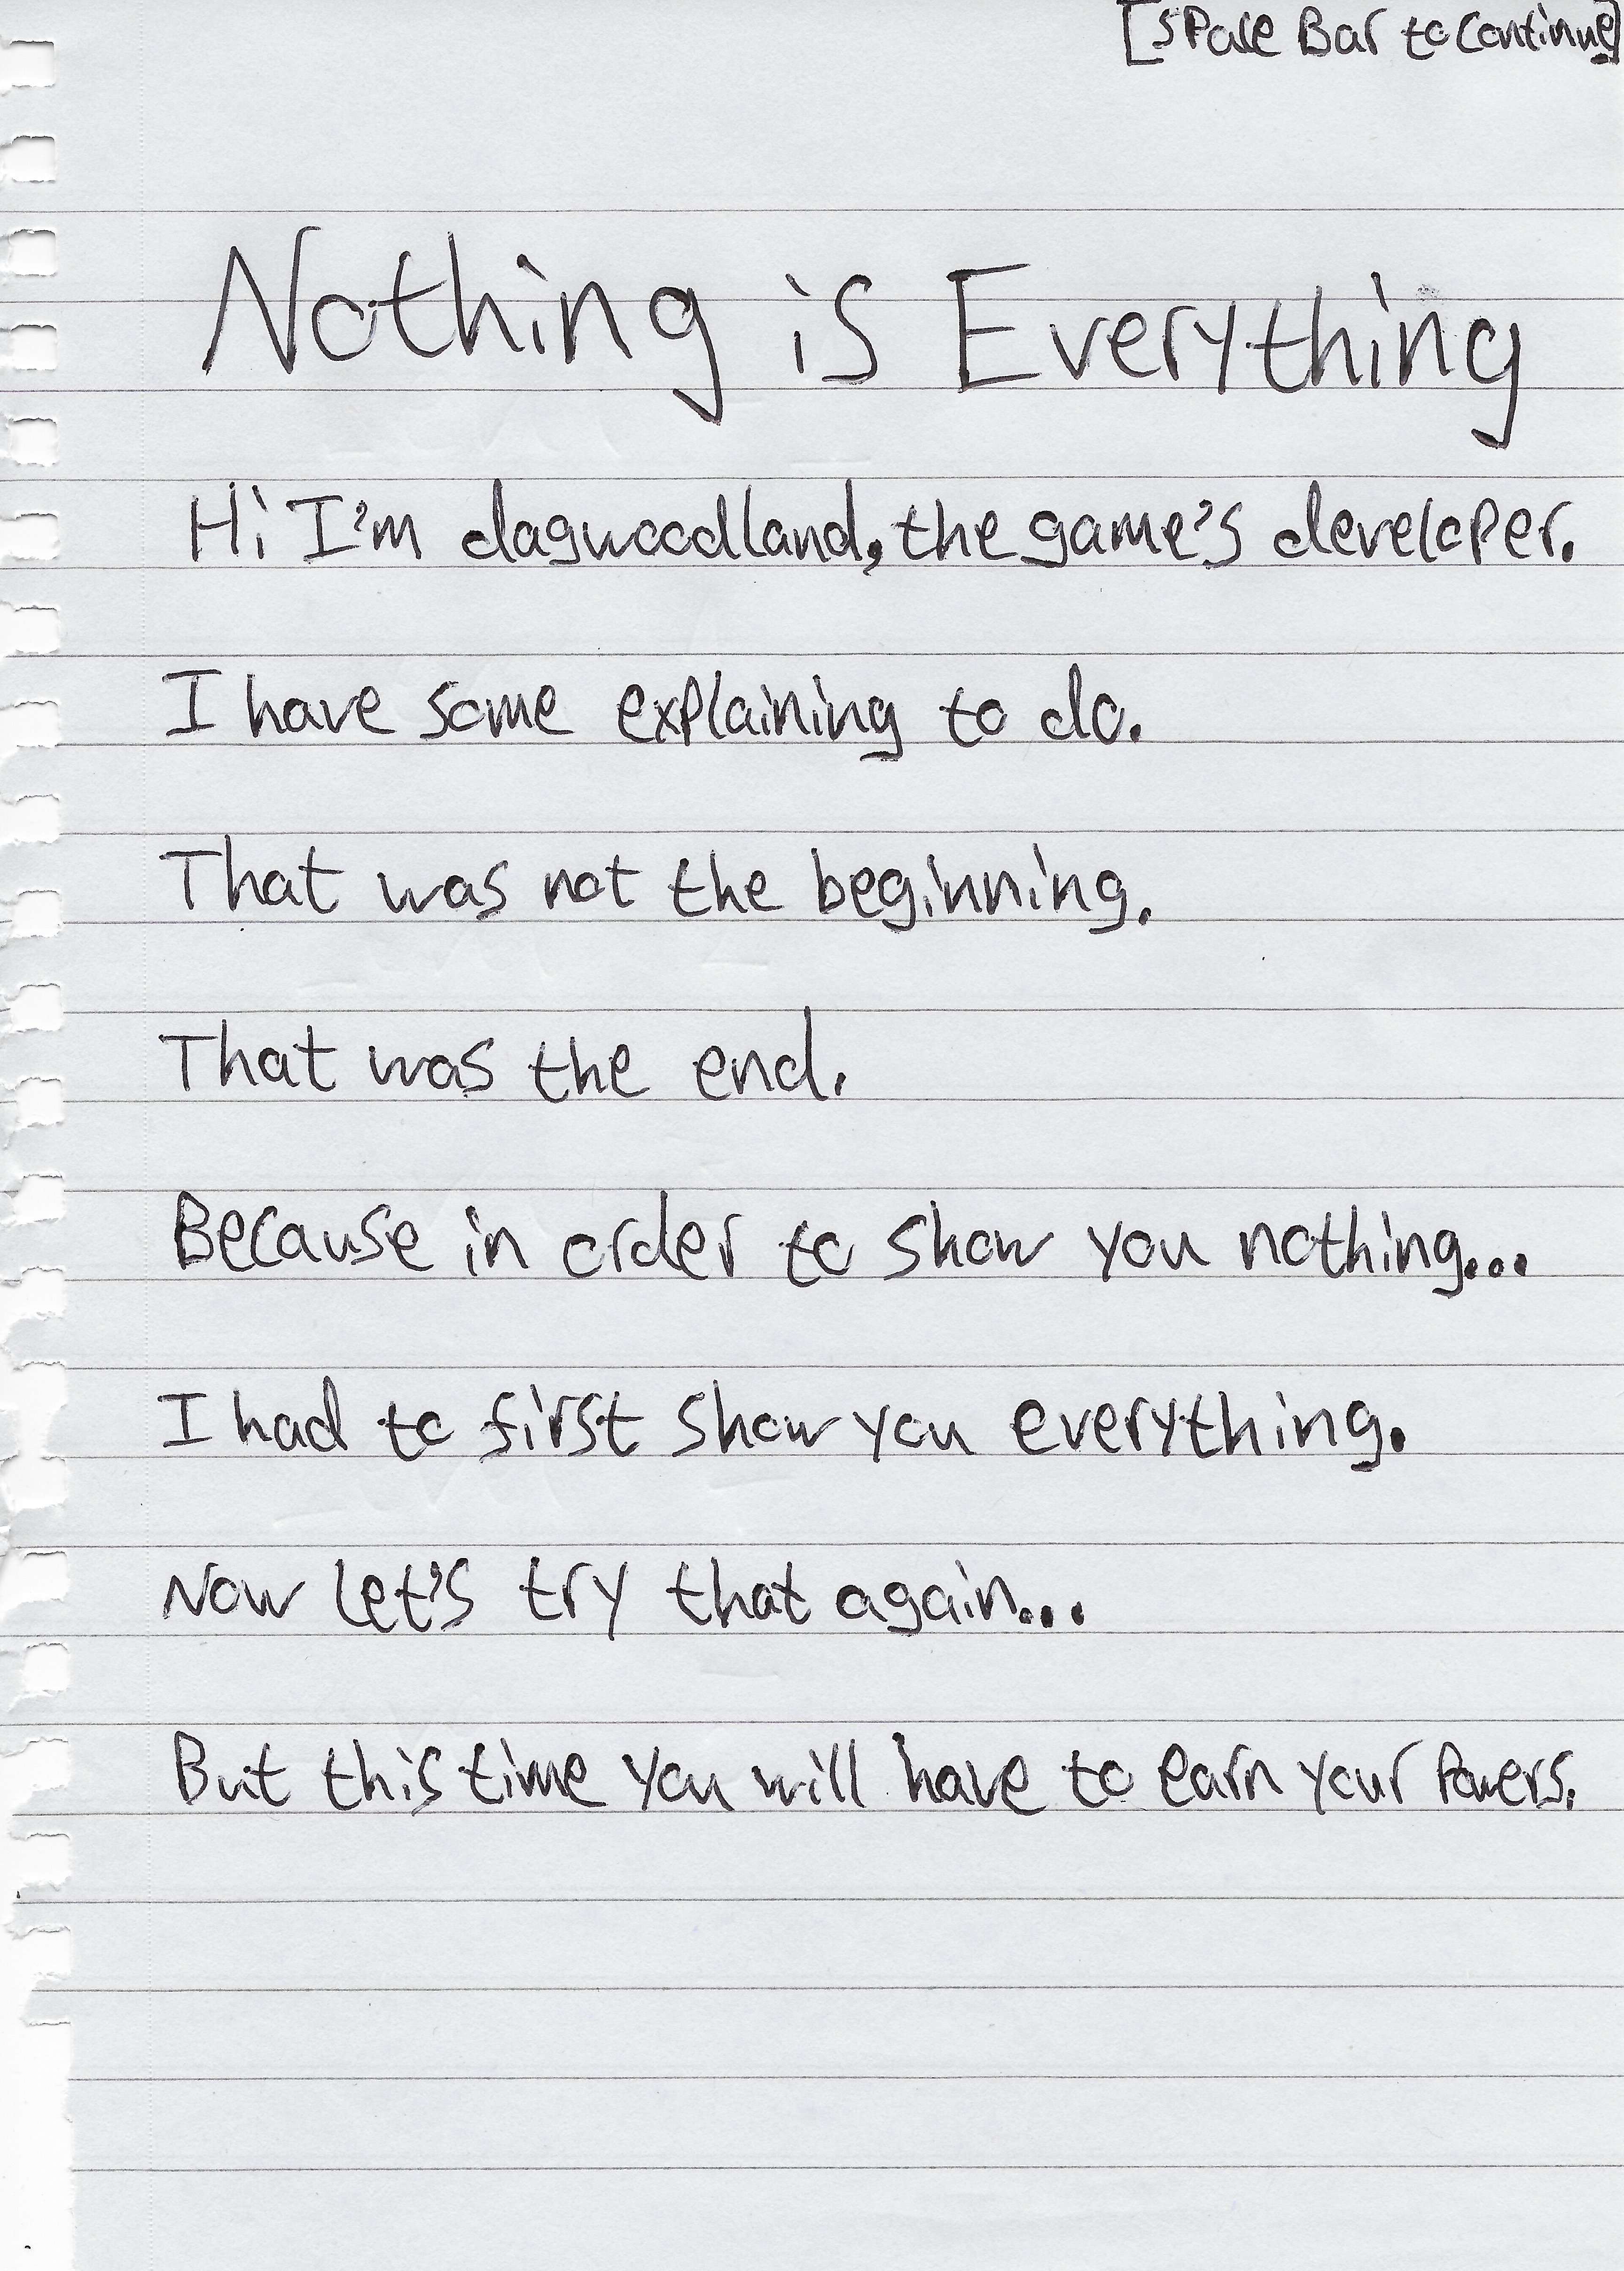 [Space Bar to Continue]
Nothing is Everything
Hi I'm dagwoodland, the game's developer.
I have some explaining to do.
That was not the beginning.
That was the end.
Because in order to show you nothing...
I had to first show you everything.
Now let's try that again...
But this time you will have to earn your Powers.